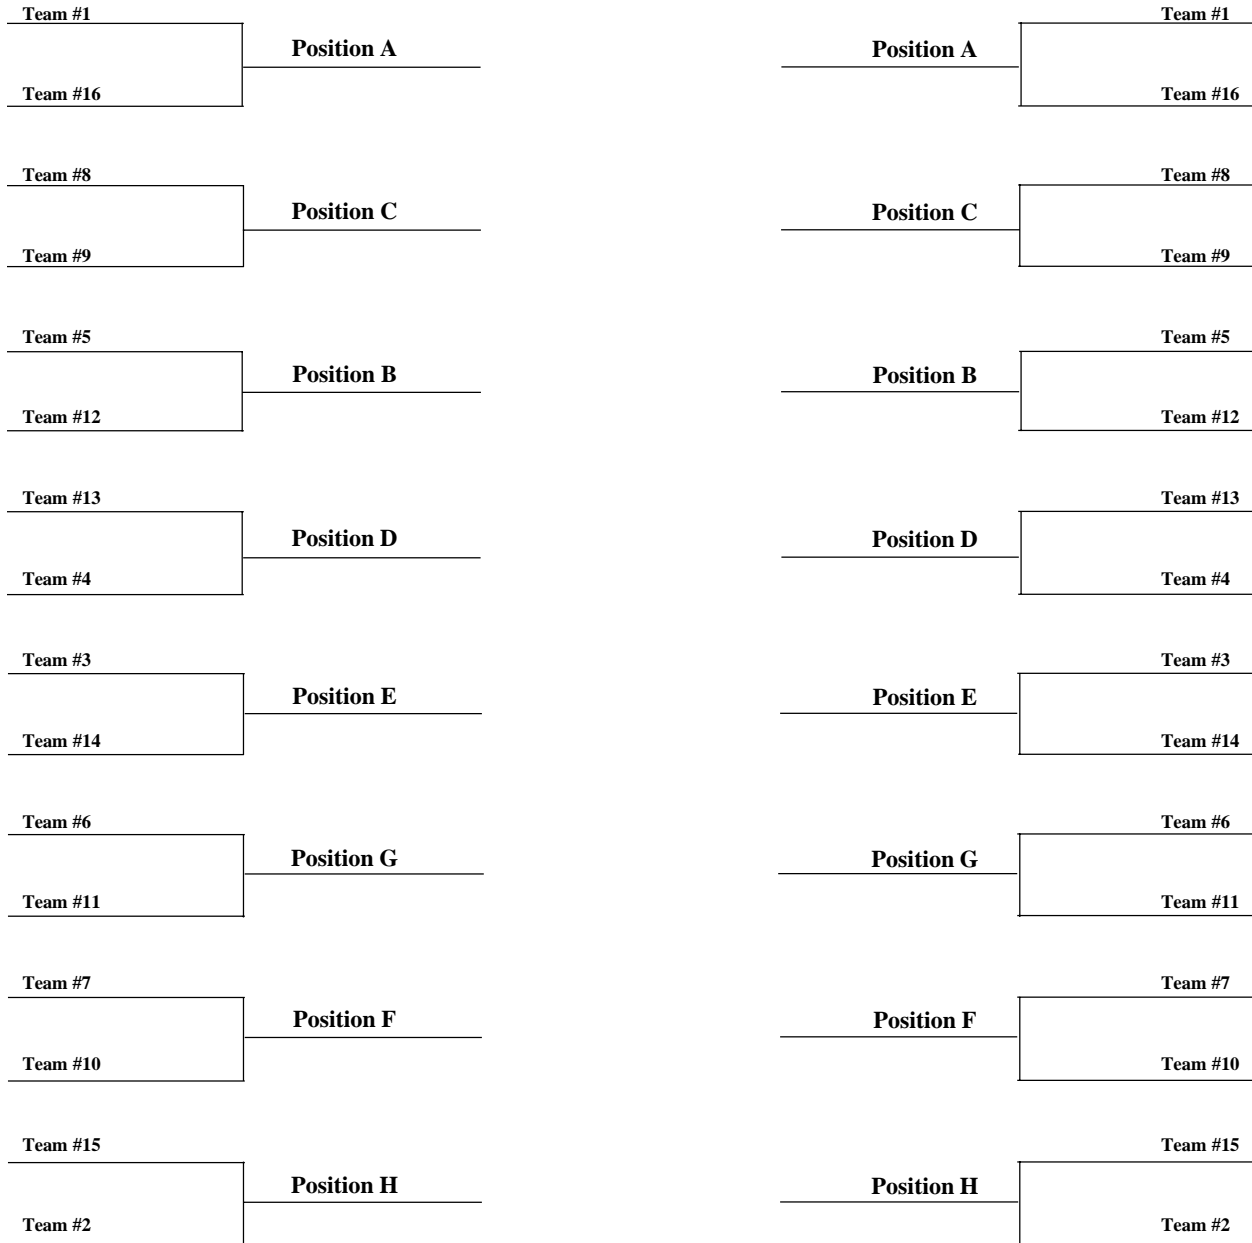 Team #1 Team #1
Position A Position A
Team #16 Team #16
Team #8 Team #8
Position C Position C
Team #9 Team #9
Team #5 Team #5
Position B Position B
Team #12 Team #12
Team #13 Team #13
Position D Position D
Team #4 Team #4
Team #3 Team #3
Position E Position E
Team #14 Team #14
Team #6 Team #6
Position G Position G
Team #11 Team #11
Team #7 Team #7
Position F Position F
Team #10 Team #10
Team #15 Team #15
Position H Position H
Team #2 Team #2